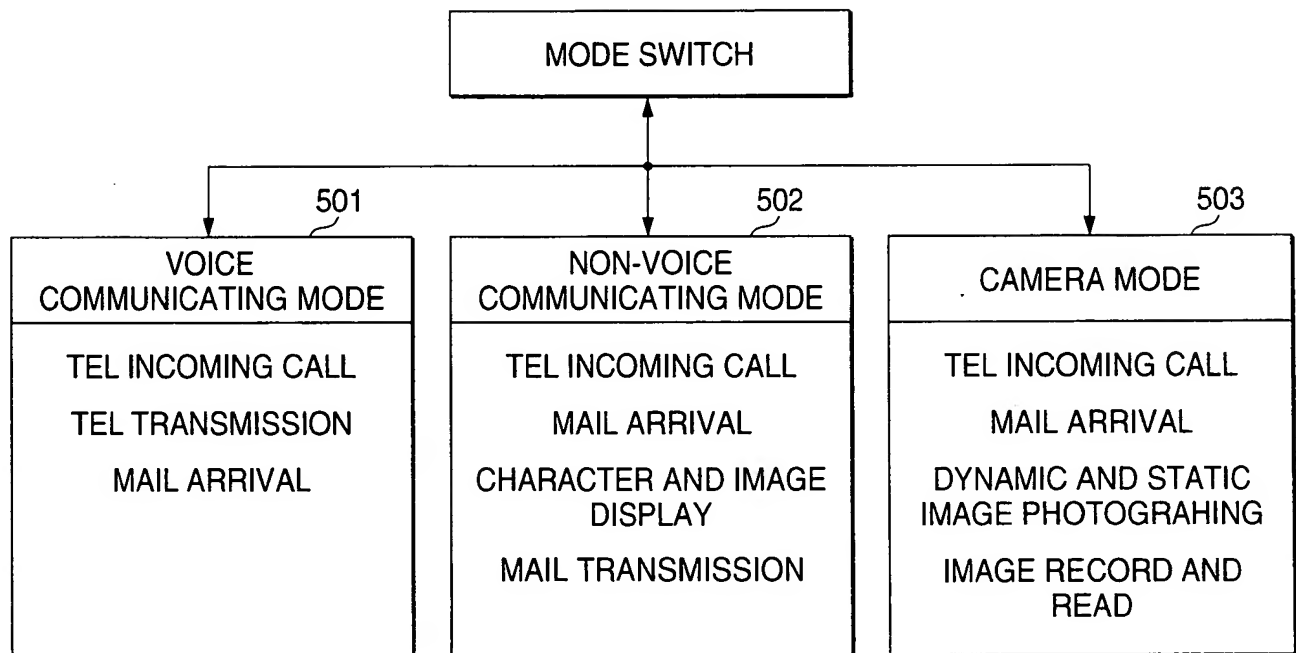 MODE SWITCH
501
VOICE
COMMUNICATING MODE
TEL INCOMING CALL
TEL TRANSMISSION
MAIL ARRIVAL
502
NON-VOICE
COMMUNICATING MODE
TEL INCOMING CALL
MAIL ARRIVAL
CHARACTER AND IMAGE
DISPLAY
MAIL TRANSMISSION
503
CAMERA MODE
TEL INCOMING CALL
MAIL ARRIVAL
DYNAMIC AND STATIC
IMAGE PHOTOGRAHING
IMAGE RECORD AND
READ